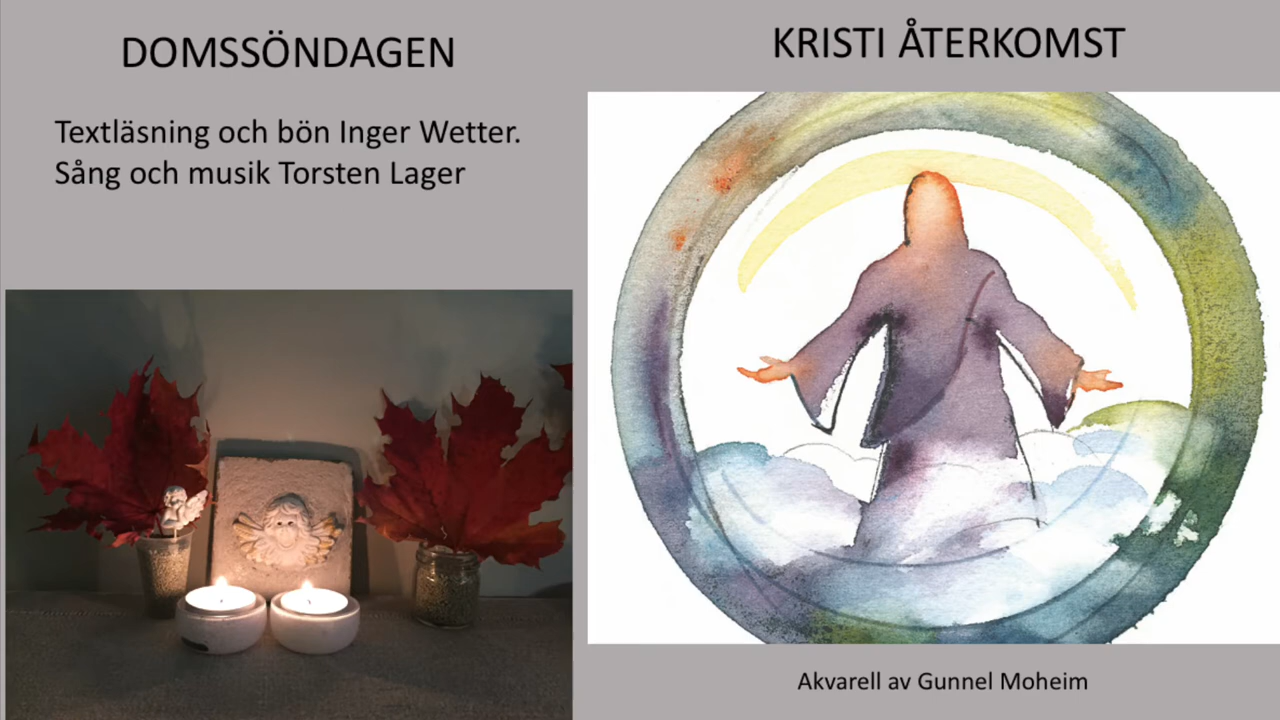 DOMSSÖNDAGEN
Textläsning och bön Inger Wetter.
Sång och musik Torsten Lager
KRISTI ÅTERKOMST
Akvarell av Gunnel Moheim